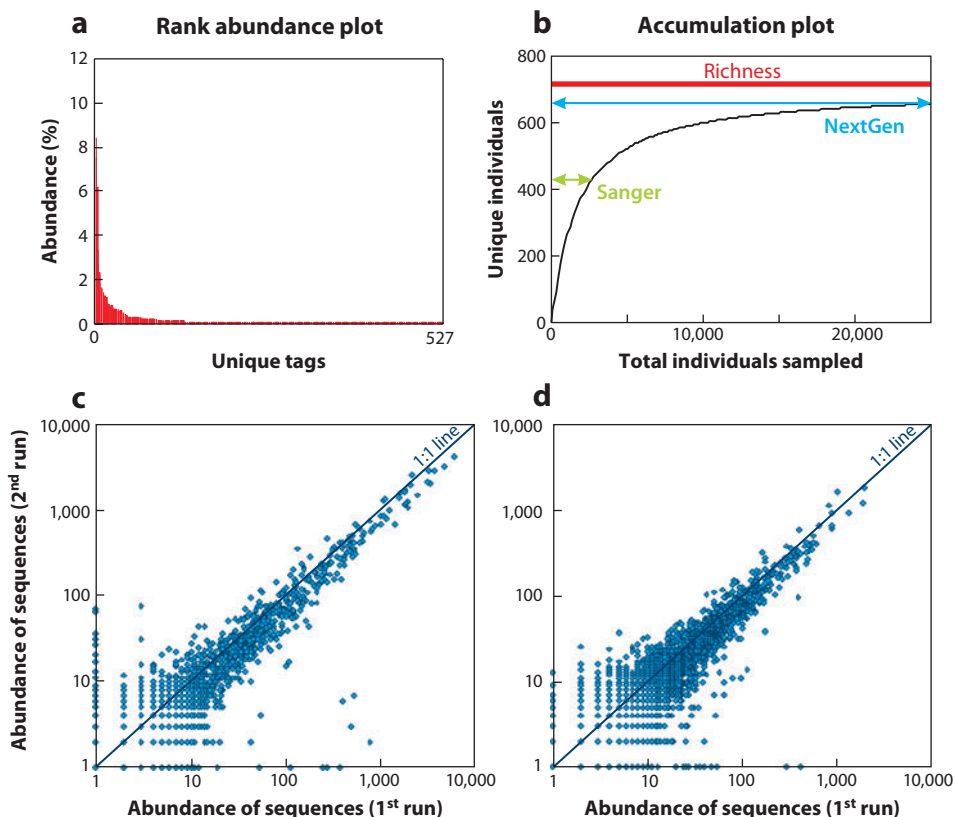 a Rank abundance plot
12
10
8
6
4
2
0
Abundance (%)
0 527
Unique tags
b Accumulation plot
800
600
400
200
0
Unique individuals
Richness
NextGen
Sanger
10,000 20,000
Total individuals sampled
c
10,000
1,000
100
10
1
Abundance of sequences (2nd run)
1:1 line
1 10 100 1,000 10,000
Abundance of sequences (1st run)
d
10,000
1,000
100
10
1
1:1 line
1 10 100 1,000 10,000
Abundance of sequences (1st run)